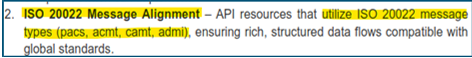 2. ISO 20022 Message Alignment – API resources that utilize ISO 20022 message
types (pacs, acmt, camt, admi), ensuring rich, structured data flows compatible with
global standards.